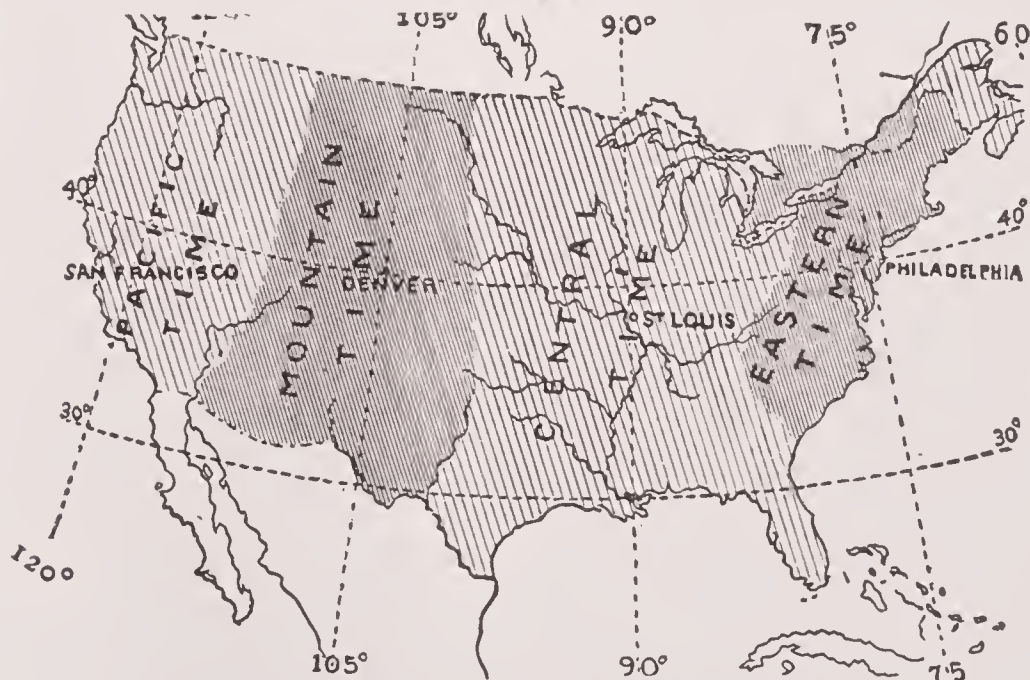 105°
90°
75°
60
40°
40°
PACIFIC
TIME
MOUNTAIN
TIME
CENTRAL
TIME
EASTERN
TIME
SAN FRANCISCO
DENVER
ST LOUIS
PHILADELPHIA
30°
30°
120°
105°
90°
75